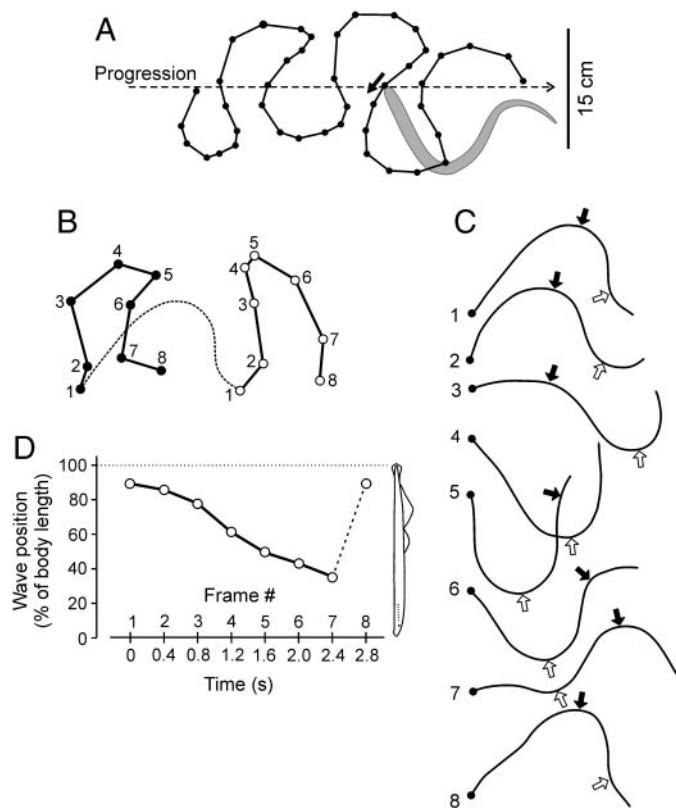 A
Progression
15 cm
B
4
5
3
6
2
7
8
1
5
4
6
3
7
2
1
8
C
1
2
3
4
5
6
7
8
D
Wave position
(% of body length)
100
80
60
40
20
0
Frame #
1 2 3 4 5 6 7 8
0 0.4 0.8 1.2 1.6 2.0 2.4 2.8
Time (s)